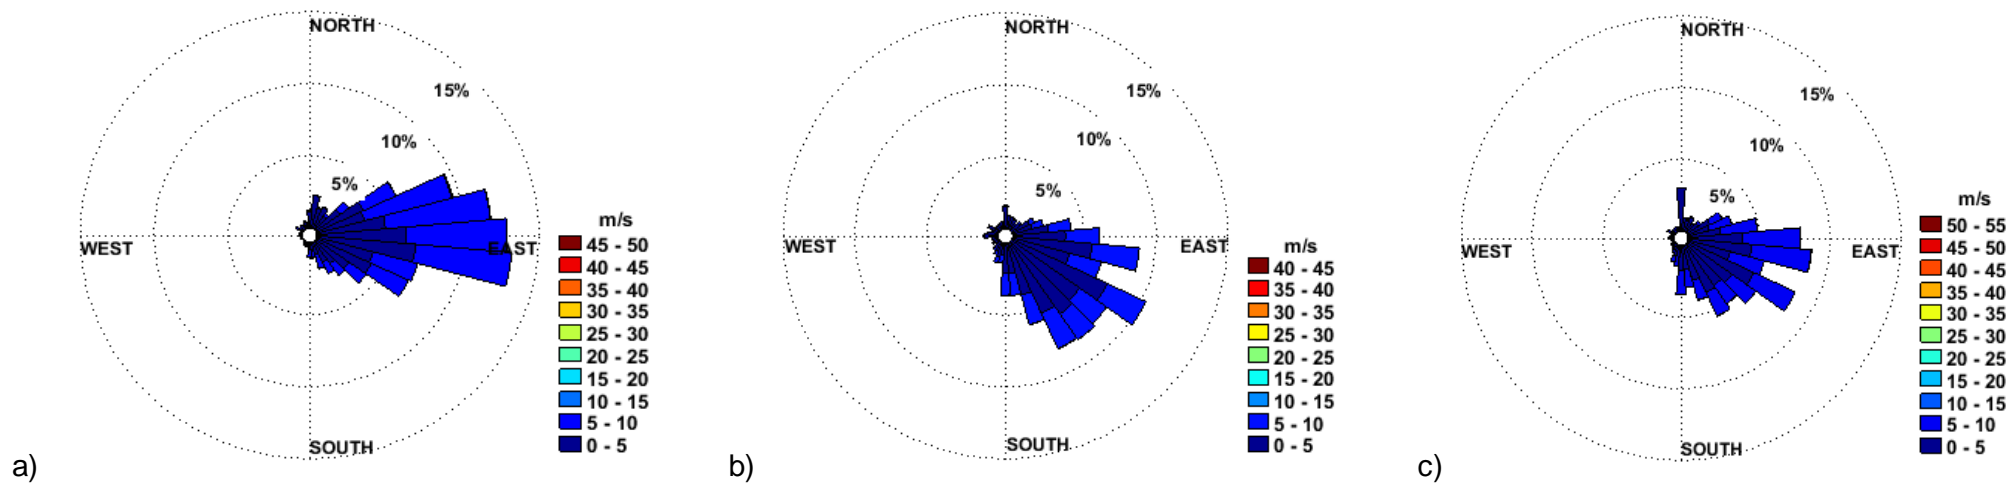 NORTH
15%
10%
5%
WEST
EAST
SOUTH
m/s
45 - 50
40 - 45
35 - 40
30 - 35
25 - 30
20 - 25
15 - 20
10 - 15
5 - 10
0 - 5
a)
NORTH
15%
10%
5%
WEST
EAST
SOUTH
m/s
40 - 45
35 - 40
30 - 35
25 - 30
20 - 25
15 - 20
10 - 15
5 - 10
0 - 5
b)
NORTH
15%
10%
5%
WEST
EAST
SOUTH
m/s
50 - 55
45 - 50
40 - 45
35 - 40
30 - 35
25 - 30
20 - 25
15 - 20
10 - 15
5 - 10
0 - 5
c)